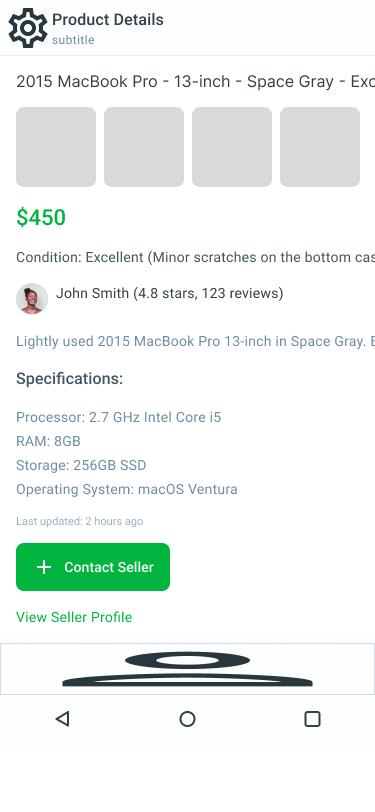 Product Details
subtitle
2015 MacBook Pro - 13-inch - Space Gray - Exc
$450
Condition: Excellent (Minor scratches on the bottom cas
John Smith (4.8 stars, 123 reviews)
Lightly used 2015 MacBook Pro 13-inch in Space Gray. E
Specifications:
Processor: 2.7 GHz Intel Core i5
RAM: 8GB
Storage: 256GB SSD
Operating System: macOS Ventura
Last updated: 2 hours ago
Contact Seller
View Seller Profile